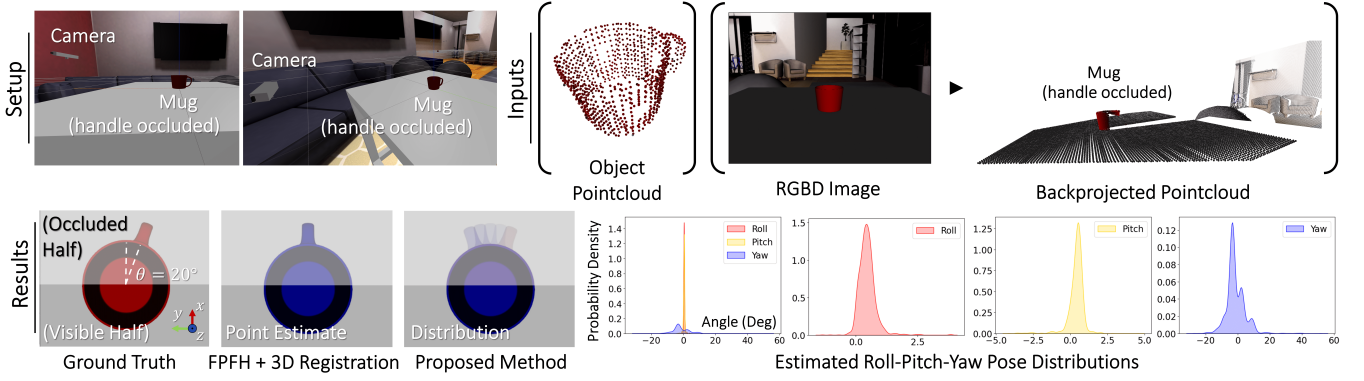 Setup
Camera
Mug
(handle occluded)
Camera
Mug
(handle occluded)
Inputs
Object
Pointcloud
RGBD Image
Mug
(handle occluded)
Backprojected Pointcloud
Results
(Occluded
Half)
θ = 20°
(Visible Half)
x
y
z
Ground Truth
Point Estimate
FPFH + 3D Registration
Distribution
Proposed Method
Probability Density
1.4
1.2
1.0
0.8
0.6
0.4
0.2
0.0
Roll
Pitch
Yaw
Angle (Deg)
−20 0 20 40
1.5
1.0
0.5
0.0
Roll
0.0 2.5
1.25
1.00
0.75
0.50
0.25
0.00
Pitch
−5.0 −2.5 0.0 2.5 5.0
0.12
0.10
0.08
0.06
0.04
0.02
0.00
Yaw
−20 0 20 40 60
Estimated Roll-Pitch-Yaw Pose Distributions